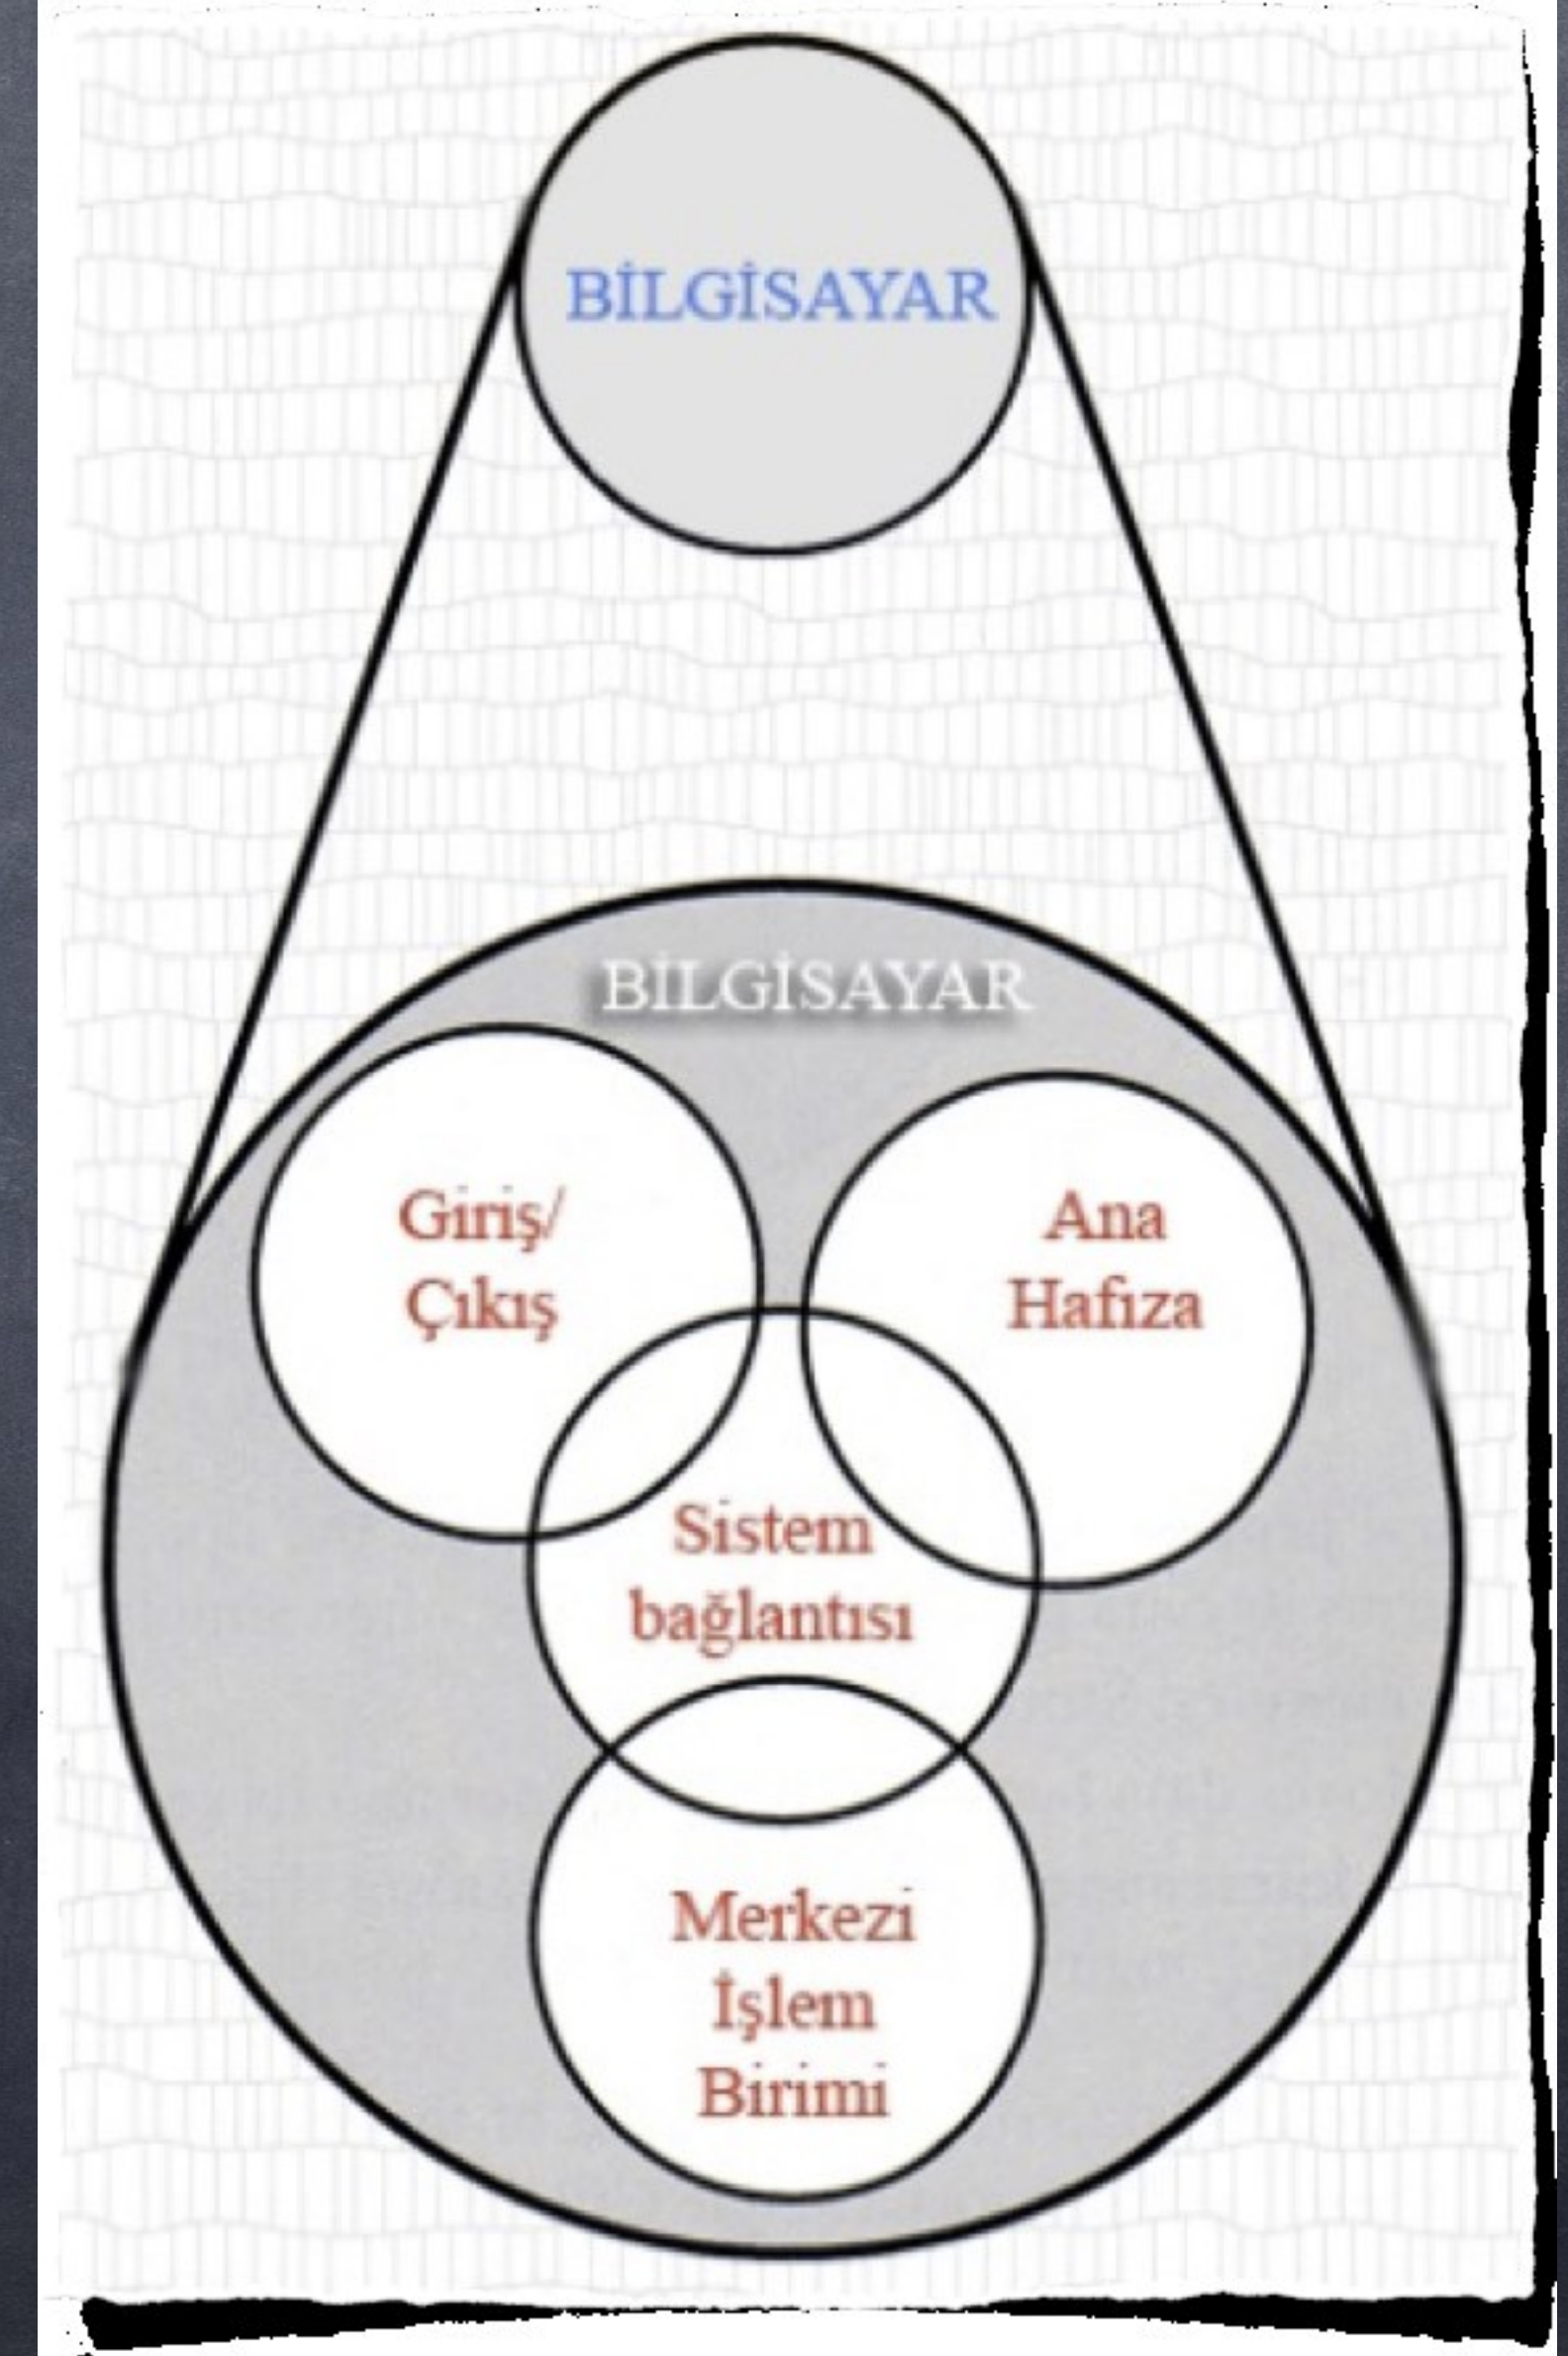 BİLGİSAYAR
BİLGİSAYAR
Giriş/
Çıkış
Ana
Hafıza
Sistem
bağlantısı
Merkezi
İşlem
Birimi